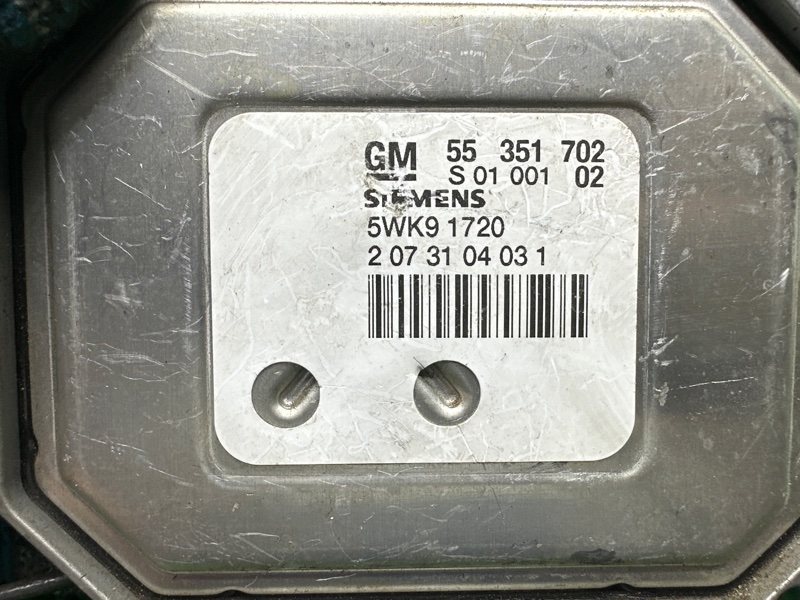 GM 55 351 702
S 01 001 02
SIEMENS
5WK9 1720
2 07 31 04 03 1